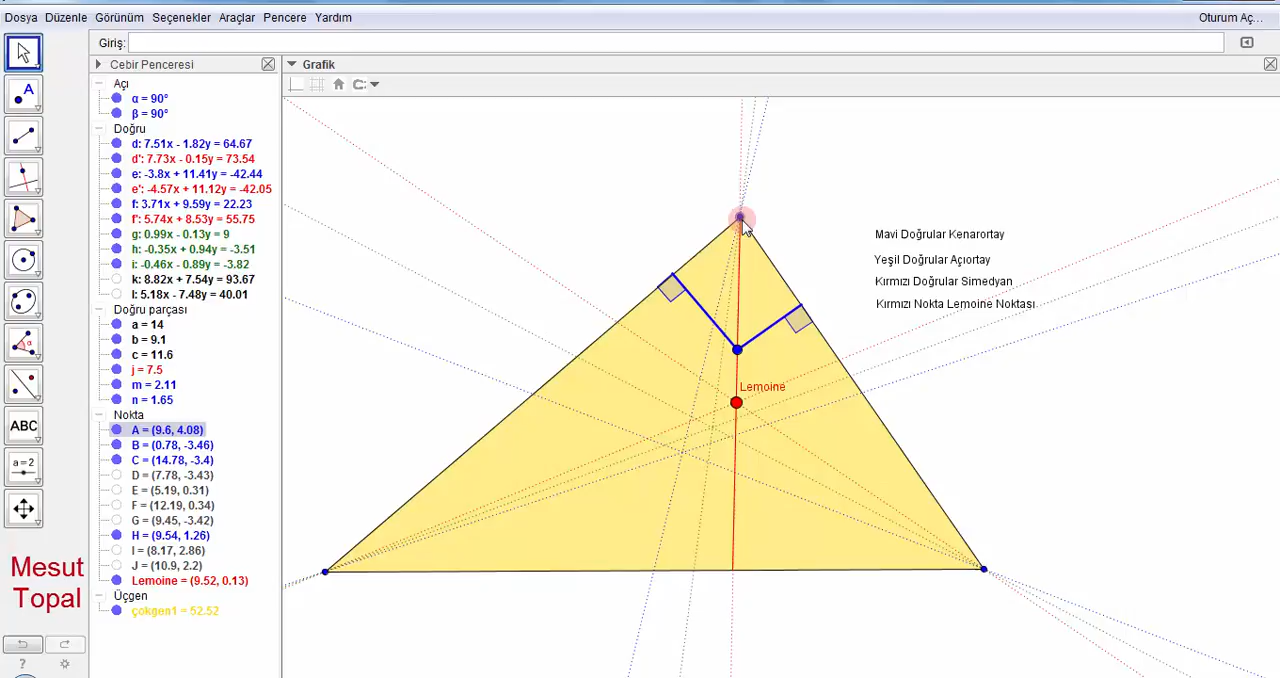 Dosya Düzenle Görünüm Seçenekler Araçlar Pencere Yardım Oturum Aç...
Giriş:
Cebir Penceresi
Grafik
Açı
α = 90°
β = 90°
Doğru
d: 7.51x - 1.82y = 64.67
d': 7.73x - 0.15y = 73.54
e: -3.8x + 11.41y = -42.44
e': -4.57x + 11.12y = -42.05
f: 3.71x + 9.59y = 22.23
f': 5.74x + 8.53y = 55.75
g: 0.99x - 0.13y = 9
h: -0.35x + 0.94y = -3.51
i: -0.46x - 0.89y = -3.82
k: 8.82x + 7.54y = 93.67
l: 5.18x - 7.48y = 40.01
Doğru parçası
a = 14
b = 9.1
c = 11.6
j = 7.5
m = 2.11
n = 1.65
Nokta
A = (9.6, 4.08)
B = (0.78, -3.46)
C = (14.78, -3.4)
D = (7.78, -3.43)
E = (5.19, 0.31)
F = (12.19, 0.34)
G = (9.45, -3.42)
H = (9.54, 1.26)
I = (8.17, 2.86)
J = (10.9, 2.2)
Lemoine = (9.52, 0.13)
Üçgen
çokgen1 = 52.52
Mavi Doğrular Kenarortay
Yeşil Doğrular Açıortay
Kırmızı Doğrular Simedyan
Kırmızı Nokta Lemoine Noktası
Lemoine
A
α
ABC
a=2
Mesut
Topal
?